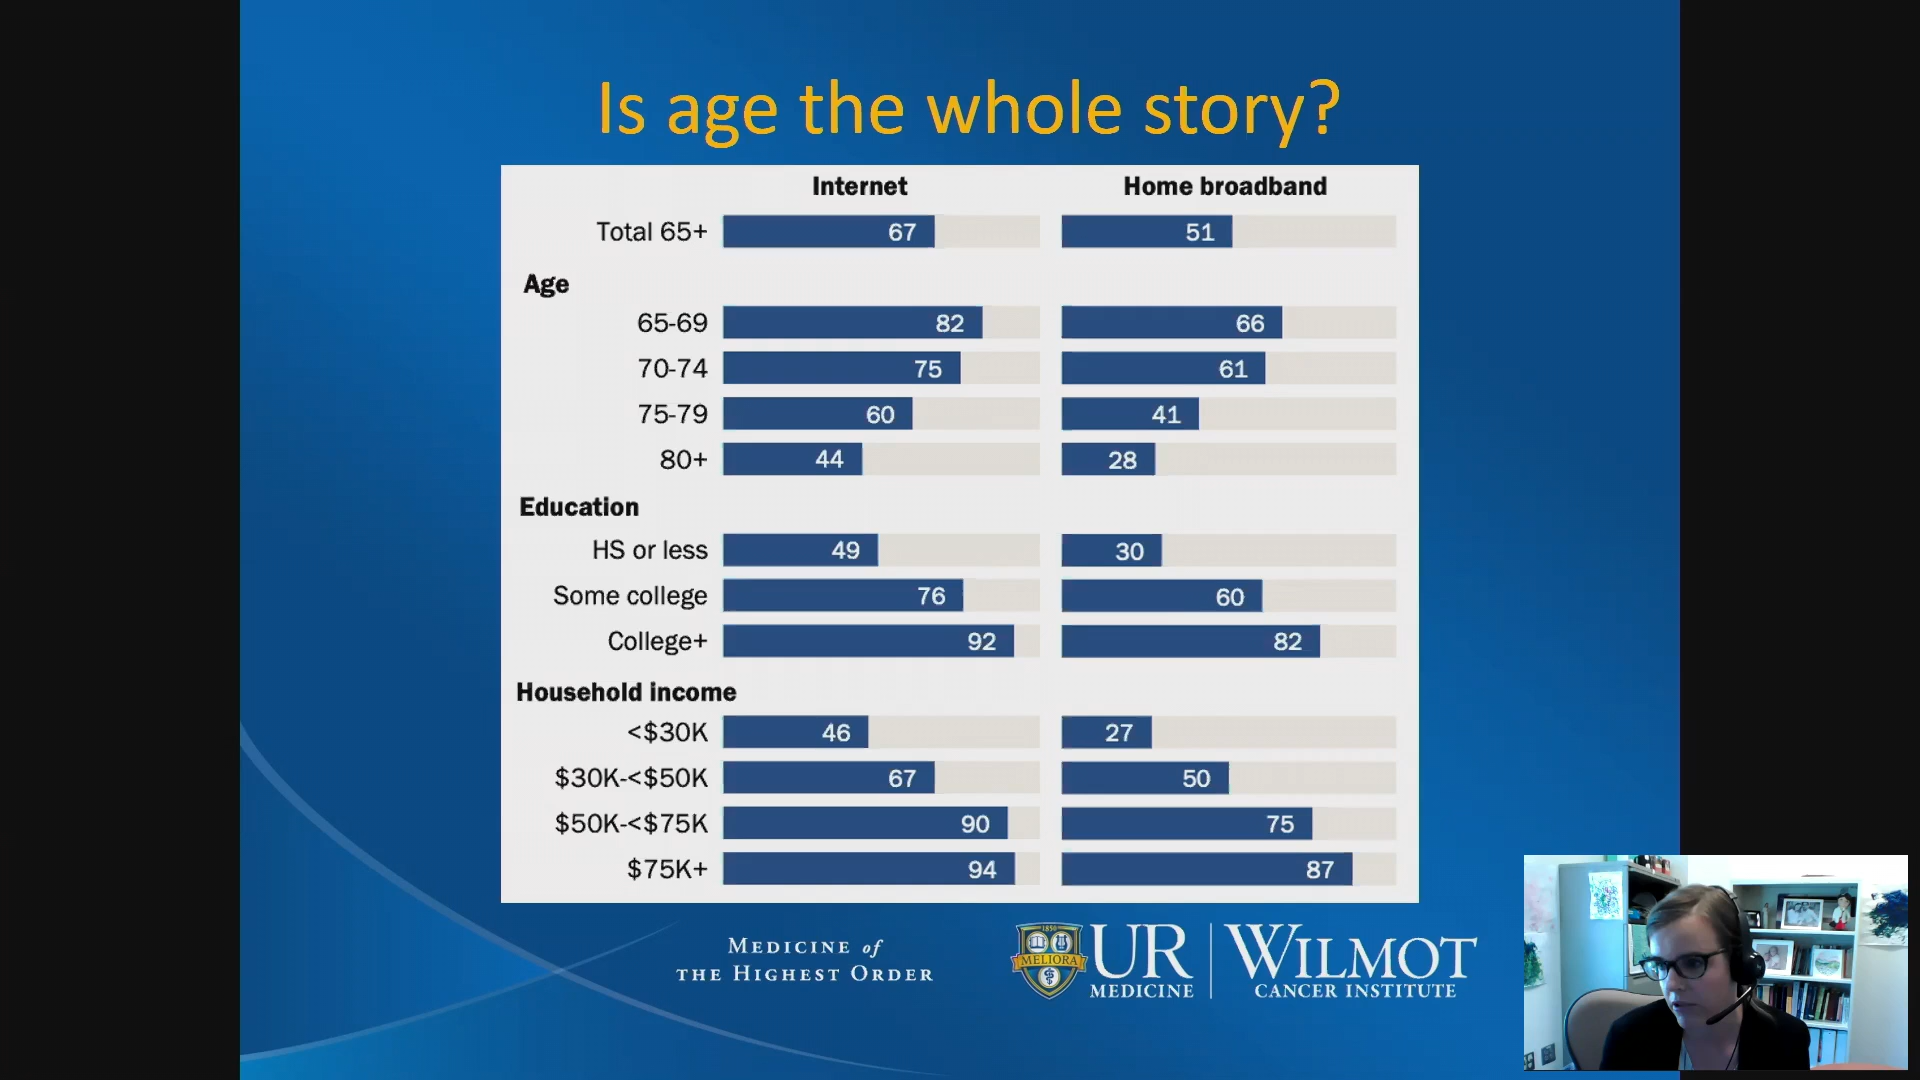 Is age the whole story?
Internet Home broadband
Total 65+ 67 51
Age
65-69 82 66
70-74 75 61
75-79 60 41
80+ 44 28
Education
HS or less 49 30
Some college 76 60
College+ 92 82
Household income
<$30K 46 27
$30K-<$50K 67 50
$50K-<$75K 90 75
$75K+ 94 87
MEDICINE of
THE HIGHEST ORDER
1850
MELIORA
UR
MEDICINE
WILMOT
CANCER INSTITUTE